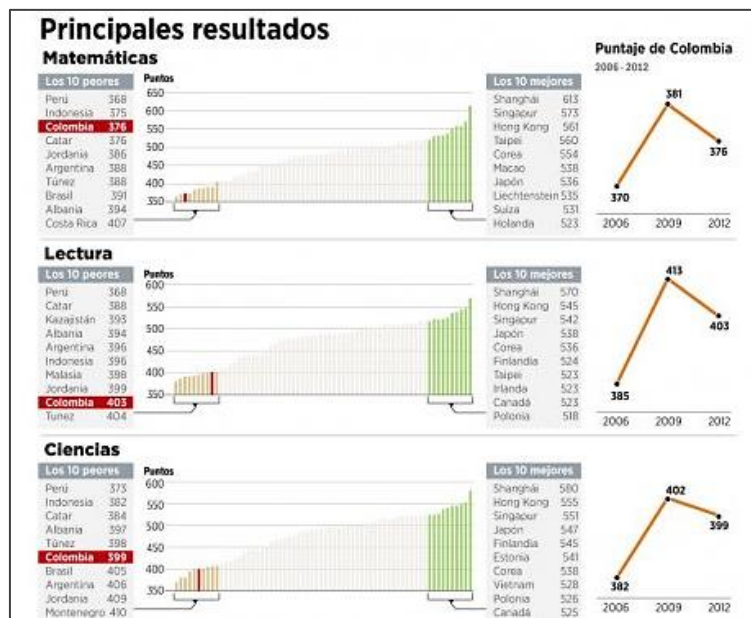 Principales resultados
Matemáticas
Los 10 peores
Perú 368
Indonesia 375
Colombia 376
Catar 376
Jordania 386
Argentina 388
Túnez 388
Brasil 391
Albania 394
Costa Rica 407
Puntos
650
600
550
500
450
400
350
Los 10 mejores
Shanghái 613
Singapur 573
Hong Kong 561
Taipei 560
Corea 554
Macao 538
Japón 536
Liechtenstein 535
Suiza 531
Holanda 523
Puntaje de Colombia
2006 - 2012
381
376
370
2006 2009 2012
Lectura
Los 10 peores
Perú 368
Catar 388
Kazajistán 393
Albania 394
Argentina 396
Indonesia 396
Malasia 398
Jordania 399
Colombia 403
Tunez 404
Puntos
600
550
500
450
400
350
Los 10 mejores
Shanghái 570
Hong Kong 545
Singapur 542
Japón 538
Corea 536
Finlandia 524
Taipei 523
Irlanda 523
Canadá 523
Polonia 518
413
403
385
2006 2009 2012
Ciencias
Los 10 peores
Perú 373
Indonesia 382
Catar 384
Albania 397
Túnez 398
Colombia 399
Brasil 405
Argentina 406
Jordania 409
Montenegro 410
Puntos
600
550
500
450
400
350
Los 10 mejores
Shanghái 580
Hong Kong 555
Singapur 551
Japón 547
Finlandia 545
Estonia 541
Corea 538
Vietnam 528
Polonia 526
Canadá 525
402
399
382
2006 2009 2012